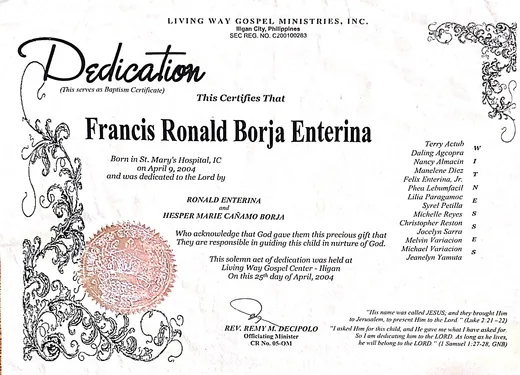 LIVING WAY GOSPEL MINISTRIES, INC.
Iligan City, Philippines
SEC REG. NO. C200100283
Dedication
(This serves as Baptism Certificate)
This Certifies That
Francis Ronald Borja Enterina
Born in St. Mary's Hospital, IC
on April 9, 2004
and was dedicated to the Lord by
RONALD ENTERINA
and
HESPER MARIE CAÑAMO BORJA
Who acknowledge that God gave them this precious gift that
They are responsible in guiding this child in nurture of God.
This solemn act of dedication was held at
Living Way Gospel Center - Iligan
On this 25th day of April, 2004
REV. REMY M. DECIPOLO
Officiating Minister
CR No. 05-OM
WITNESSES
Terry Actub
Daling Agcopra
Nancy Almacin
Manelene Diez
Felix Enterina, Jr.
Phea Lebumfacil
Lilia Paragamoc
Syrel Petilla
Michelle Reyes
Christopher Reston
Jocelyn Sarra
Melvin Variacion
Michael Variacion
Jeanelyn Yamuta
"His name was called JESUS; and they brought Him
to Jerusalem, to present Him to the Lord." (Luke 2:21-22)
"I asked Him for this child, and He gave me what I have asked for.
So I am dedicating him to the LORD. As long as he lives,
he will belong to the LORD." (1 Samuel 1:27-28, GNB)